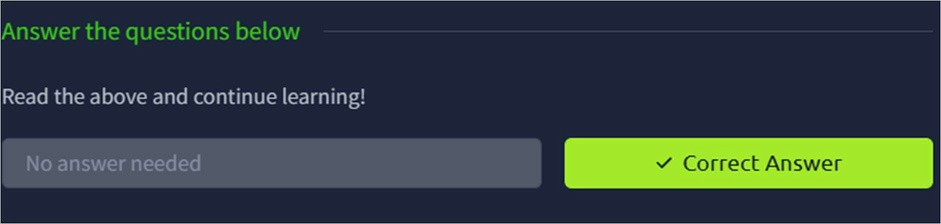 Answer the questions below
Read the above and continue learning!
No answer needed
✓ Correct Answer